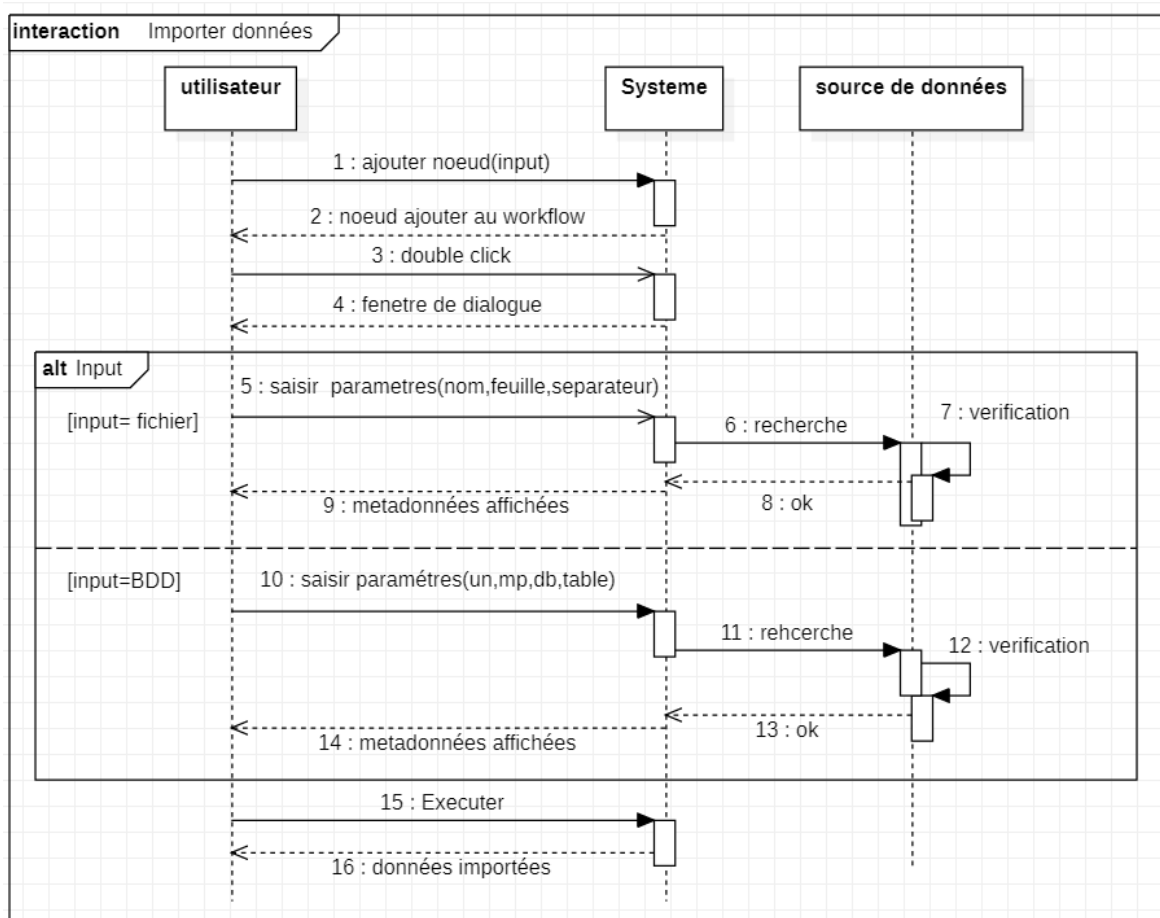 interaction Importer données
utilisateur
Systeme
source de données
1 : ajouter noeud(input)
2 : noeud ajouter au workflow
3 : double click
4 : fenetre de dialogue
alt Input
5 : saisir parametres(nom,feuille,separateur)
[input= fichier]
6 : recherche
7 : verification
8 : ok
9 : metadonnées affichées
[input=BDD]
10 : saisir paramétres(un,mp,db,table)
11 : rehcerche
12 : verification
13 : ok
14 : metadonnées affichées
15 : Executer
16 : données importées